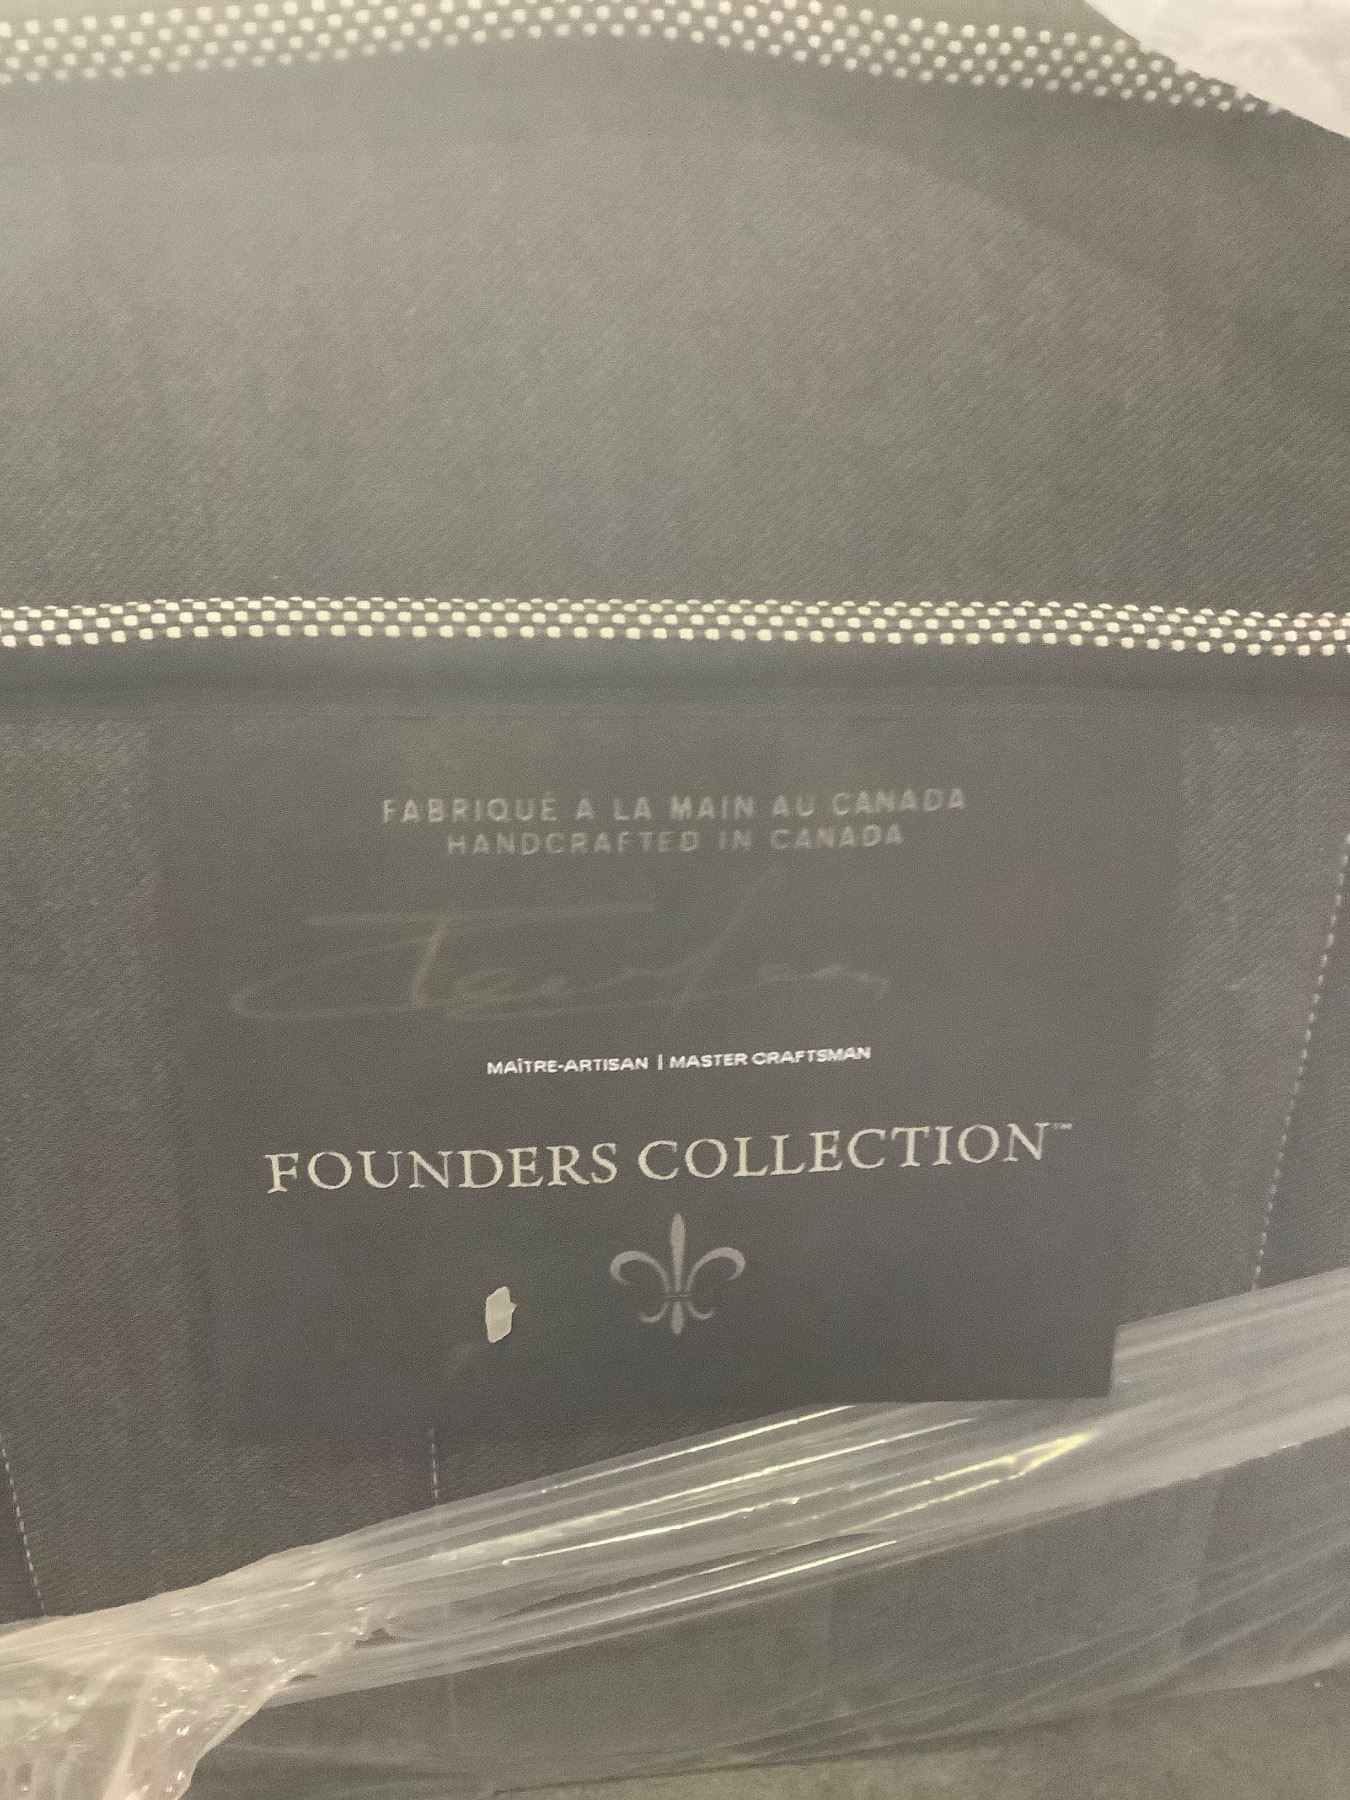 FABRIQUÉ À LA MAIN AU CANADA
HANDCRAFTED IN CANADA
MAÎTRE-ARTISAN | MASTER CRAFTSMAN
FOUNDERS COLLECTION™